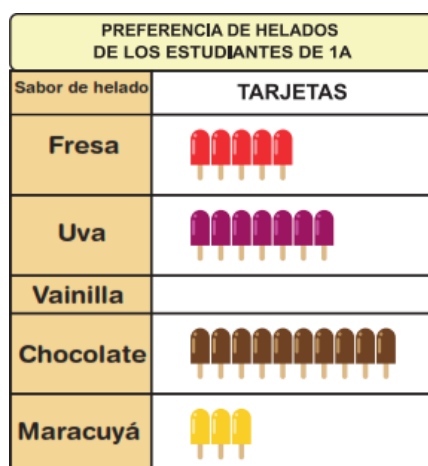 PREFERENCIA DE HELADOS
DE LOS ESTUDIANTES DE 1A
Sabor de helado TARJETAS
Fresa
Uva
Vainilla
Chocolate
Maracuyá